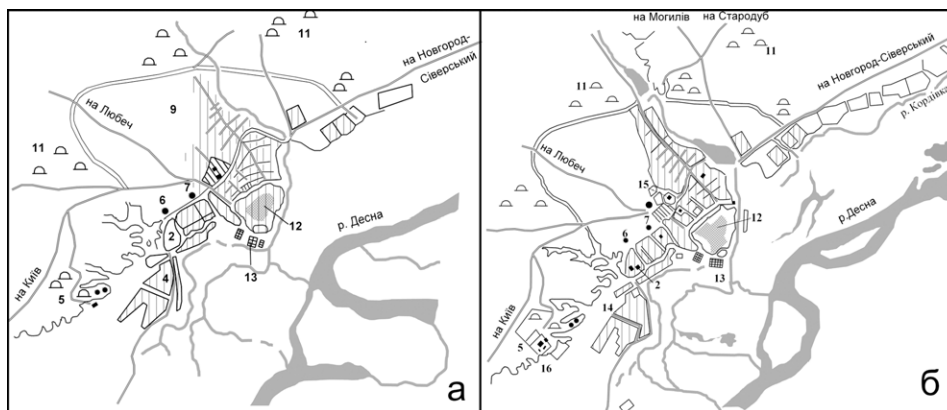 11
на Новгород-
Сіверський
9
на Любеч
11
7
6
2
р. Десна
12
4
13
5
на Київ
а
на Могилів
на Стародуб
11
11
на Новгород-Сіверський
р. Кордівка
на Любеч
15
7
12
р.Десна
6
2
13
14
на Київ
5
16
б